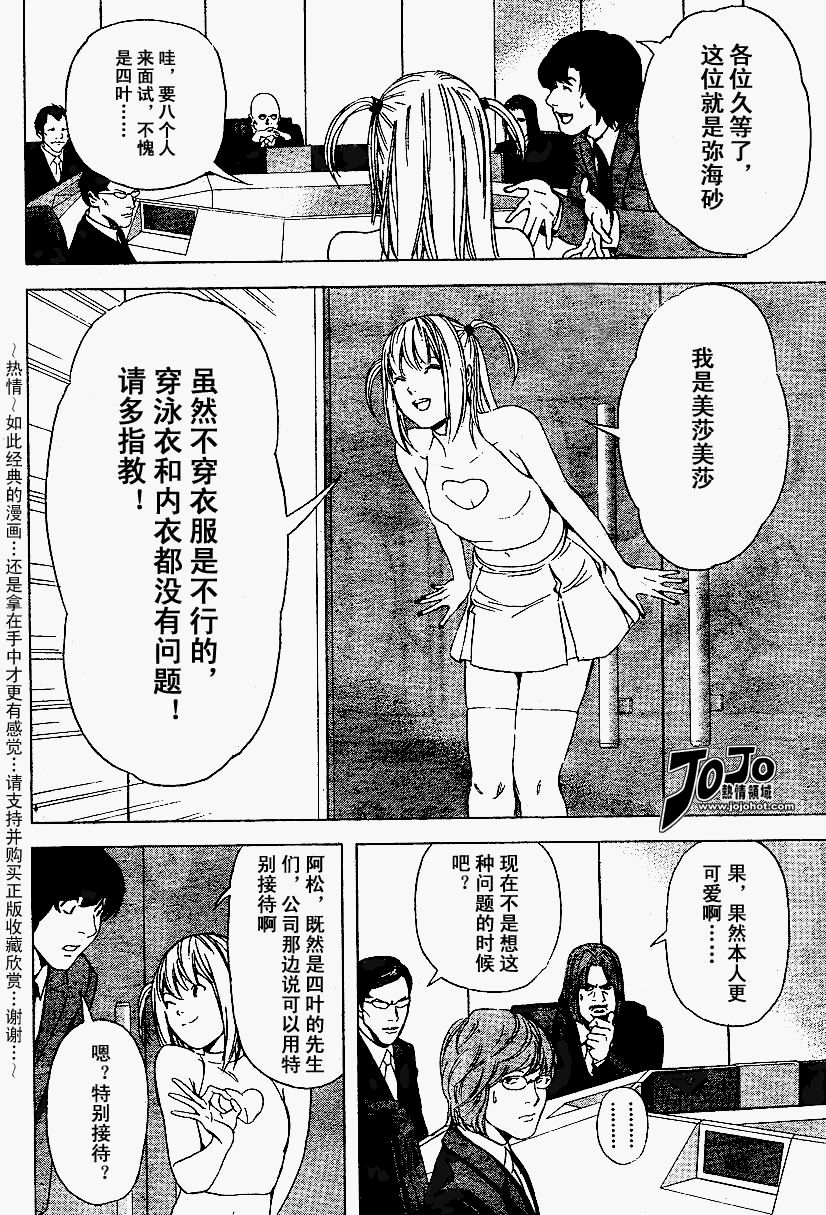 各位久等了，
这位就是弥海砂
哇，要八个人
来面试，不愧
是四叶……
我是美莎美莎
虽然不穿衣服是不行的，
穿泳衣和内衣都没有问题！
请多指教！
JOJO
熱情領域
www.jojohot.com
果，果然本人更
可爱啊……
现在不是想这
种问题的时候
吧？
………
阿松，既然是四叶的先生
们，公司那边说可以用特
别接待啊
嗯？特别接待？
～热情～如此经典的漫画…还是拿在手中才更有感觉…请支持并购买正版收藏欣赏…谢谢…～